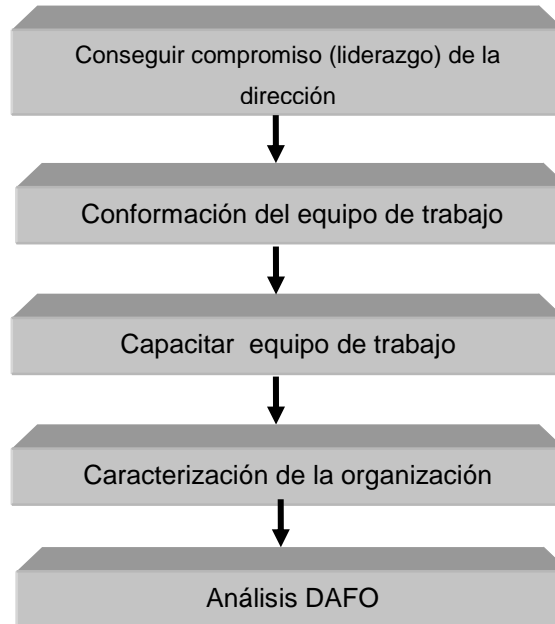 Conseguir compromiso (liderazgo) de la
dirección
Conformación del equipo de trabajo
Capacitar equipo de trabajo
Caracterización de la organización
Análisis DAFO